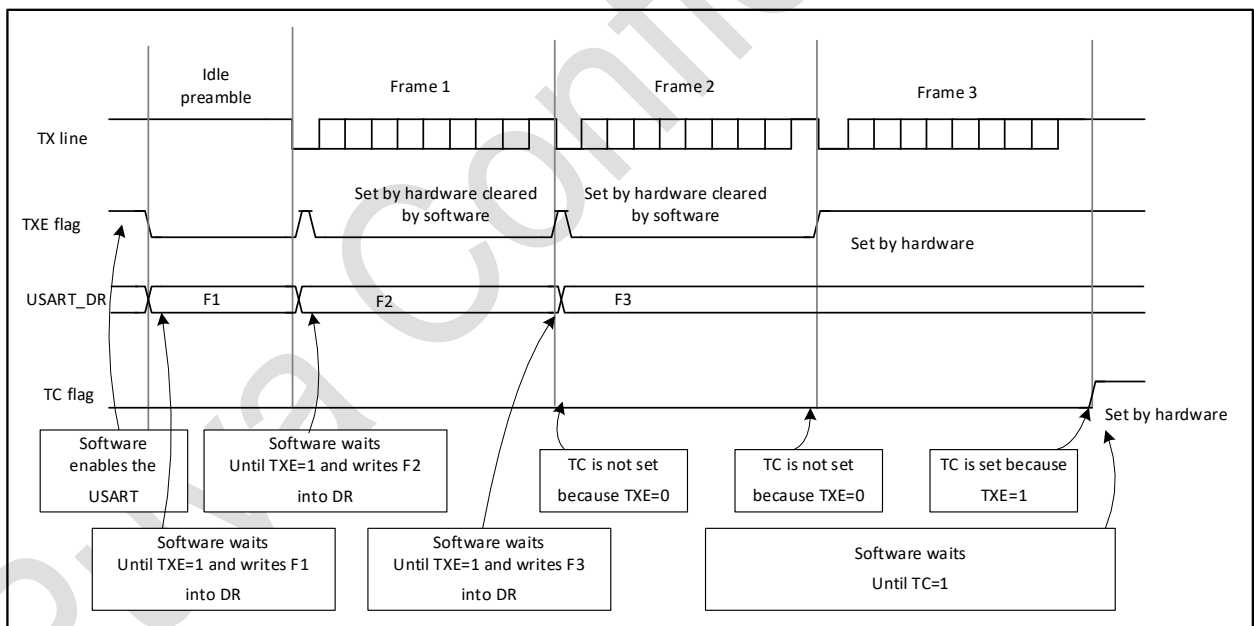 Idle
preamble
Frame 1
Frame 2
Frame 3
TX line
Set by hardware cleared
by software
Set by hardware cleared
by software
TXE flag
Set by hardware
USART_DR
F1
F2
F3
TC flag
Set by hardware
Software
enables the
USART
Software waits
Until TXE=1 and writes F2
into DR
TC is not set
because TXE=0
TC is not set
because TXE=0
TC is set because
TXE=1
Software waits
Until TXE=1 and writes F1
into DR
Software waits
Until TXE=1 and writes F3
into DR
Software waits
Until TC=1